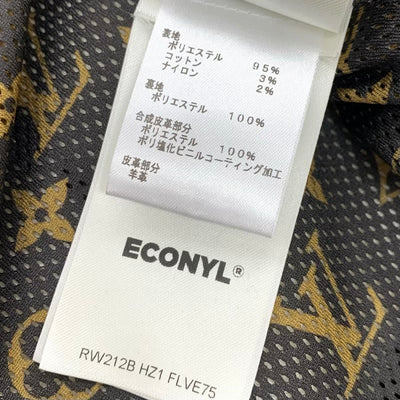 裏地
ポリエステル 95%
コットン 3%
ナイロン 2%
裏地
ポリエステル 100%
合成皮革部分
ポリエステル 100%
ポリ塩化ビニルコーティング加工
皮革部分
羊革
ECONYL®
RW212B HZ1 FLVE75